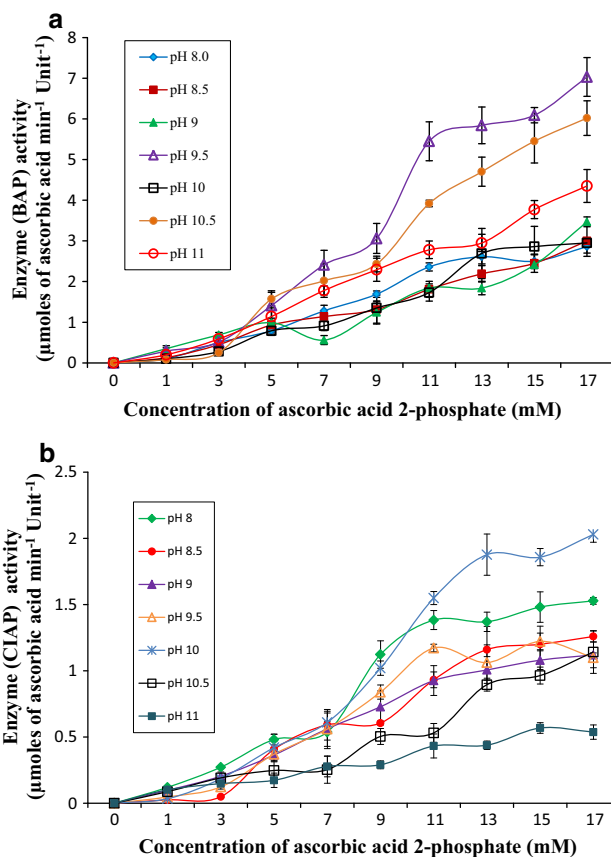 a
Enzyme (BAP) activity
(µmoles of ascorbic acid min⁻¹ Unit⁻¹)
8
7
6
5
4
3
2
1
0
pH 8.0
pH 8.5
pH 9
pH 9.5
pH 10
pH 10.5
pH 11
0 1 3 5 7 9 11 13 15 17
Concentration of ascorbic acid 2-phosphate (mM)
b
Enzyme (CIAP) activity
(µmoles of ascorbic acid min⁻¹ Unit⁻¹)
2.5
2
1.5
1
0.5
0
pH 8
pH 8.5
pH 9
pH 9.5
pH 10
pH 10.5
pH 11
0 1 3 5 7 9 11 13 15 17
Concentration of ascorbic acid 2-phosphate (mM)